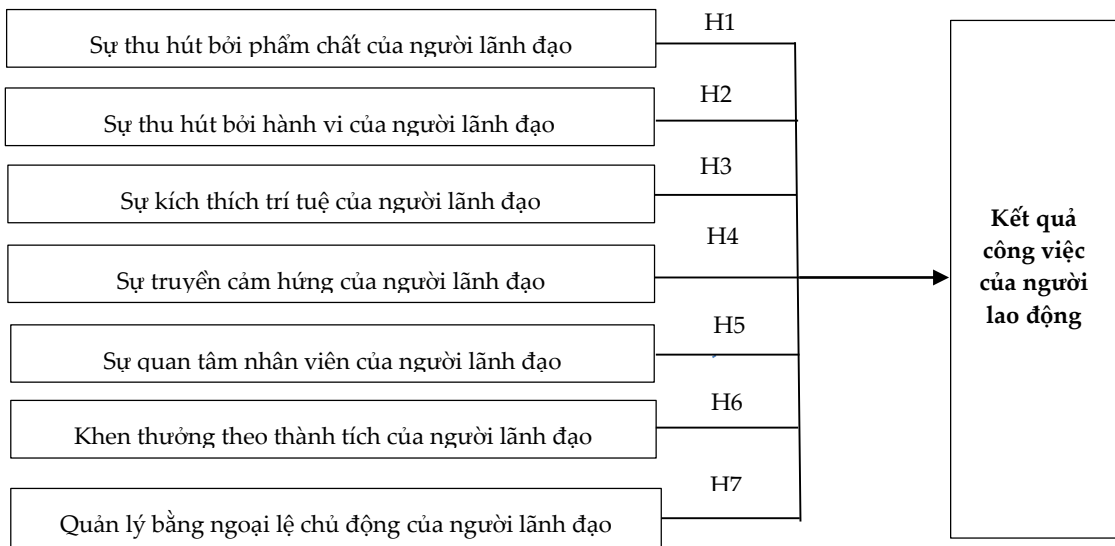 H1
Sự thu hút bởi phẩm chất của người lãnh đạo
H2
Sự thu hút bởi hành vi của người lãnh đạo
H3
Sự kích thích trí tuệ của người lãnh đạo
H4
Sự truyền cảm hứng của người lãnh đạo
H5
Sự quan tâm nhân viên của người lãnh đạo
H6
Khen thưởng theo thành tích của người lãnh đạo
H7
Quản lý bằng ngoại lệ chủ động của người lãnh đạo
Kết quả
công việc
của người
lao động